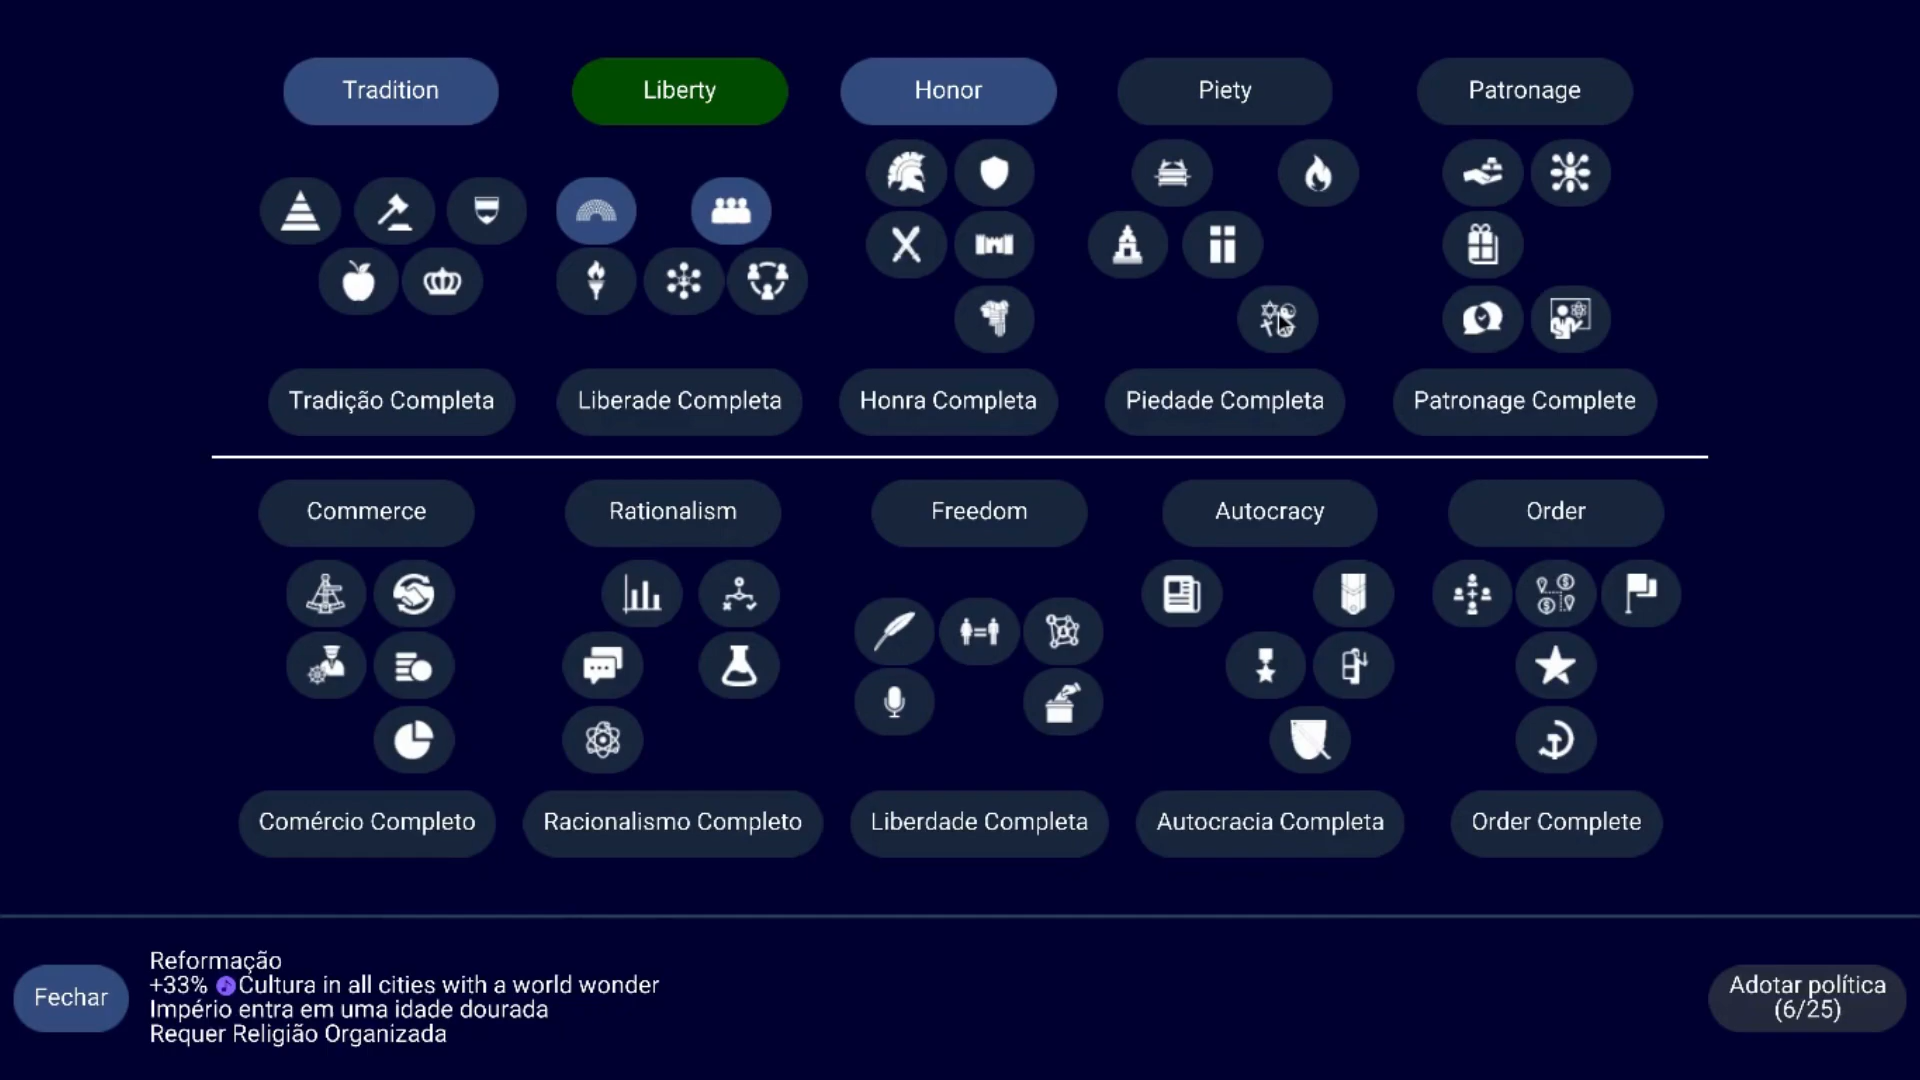 Tradition
Liberty
Honor
Piety
Patronage
Tradição Completa
Liberade Completa
Honra Completa
Piedade Completa
Patronage Complete
Commerce
Rationalism
Freedom
Autocracy
Order
Comércio Completo
Racionalismo Completo
Liberdade Completa
Autocracia Completa
Order Complete
Fechar
Reformação
+33% Cultura in all cities with a world wonder
Império entra em uma idade dourada
Requer Religião Organizada
Adotar política
(6/25)